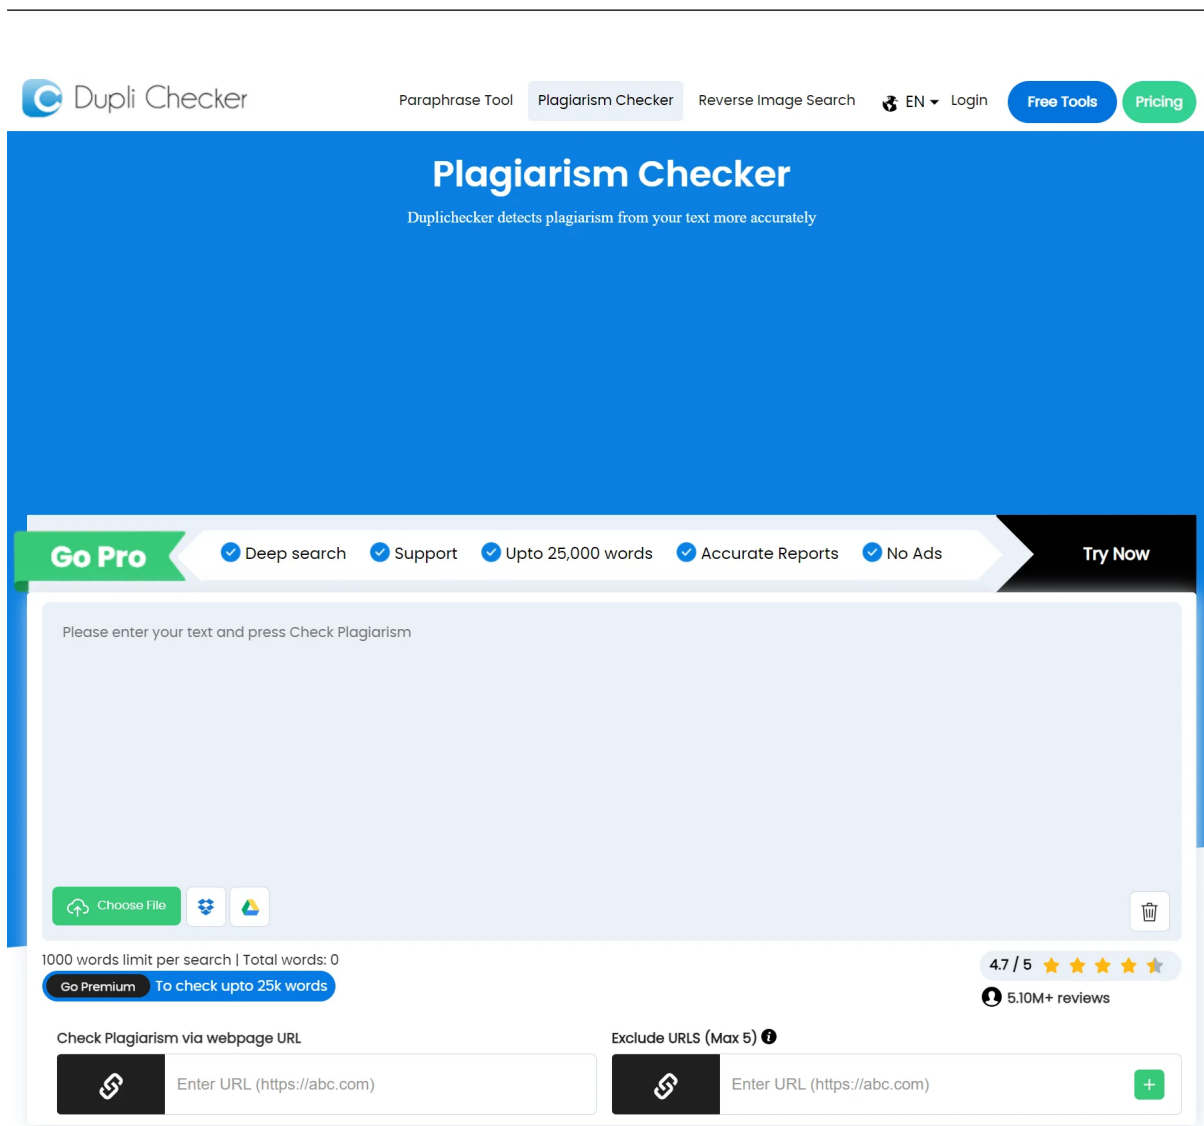 Dupli Checker
Paraphrase Tool Plagiarism Checker Reverse Image Search EN Login Free Tools Pricing
Plagiarism Checker
Duplichecker detects plagiarism from your text more accurately
Go Pro Deep search Support Upto 25,000 words Accurate Reports No Ads Try Now
Please enter your text and press Check Plagiarism
Choose File
1000 words limit per search | Total words: 0
4.7 / 5
Go Premium To check upto 25k words
5.10M+ reviews
Check Plagiarism via webpage URL Exclude URLS (Max 5)
Enter URL (https://abc.com) Enter URL (https://abc.com) +